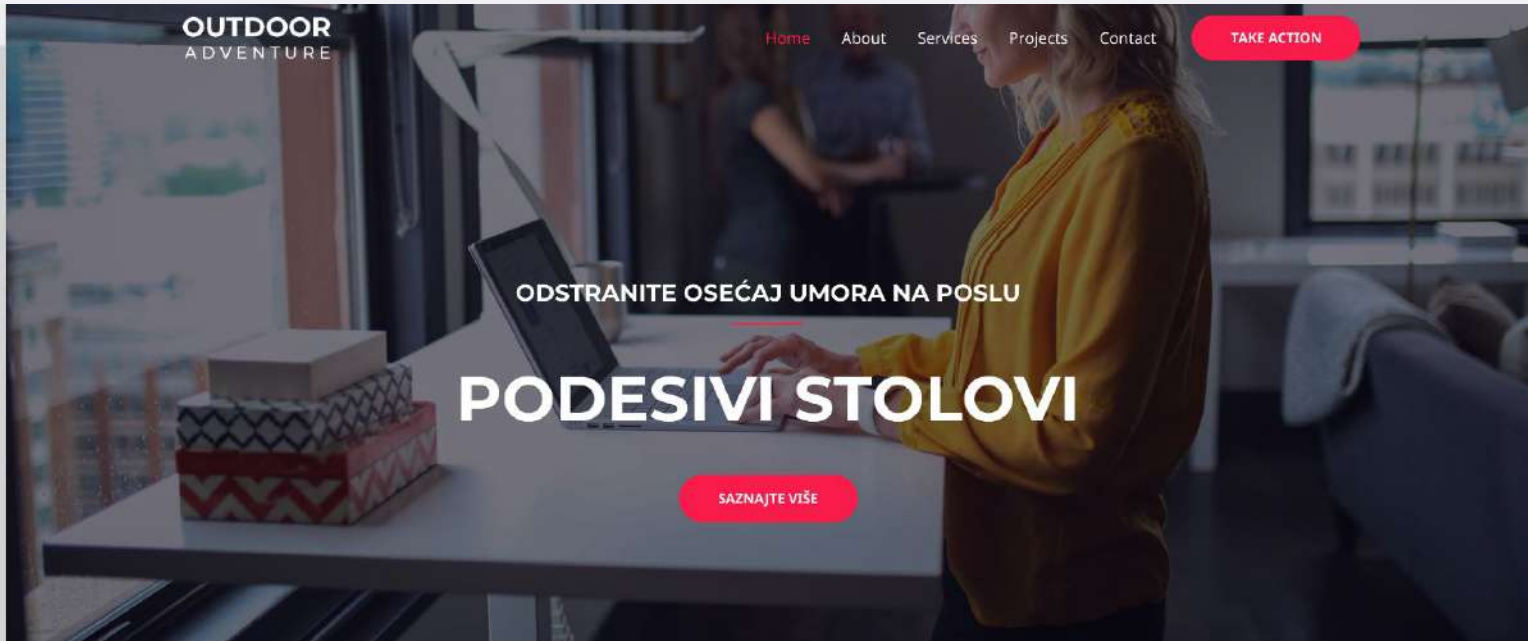 OUTDOOR
ADVENTURE
Home About Services Projects Contact TAKE ACTION
ODSTRANITE OSEĆAJ UMORA NA POSLU
PODESIVI STOLOVI
SAZNAJTE VIŠE